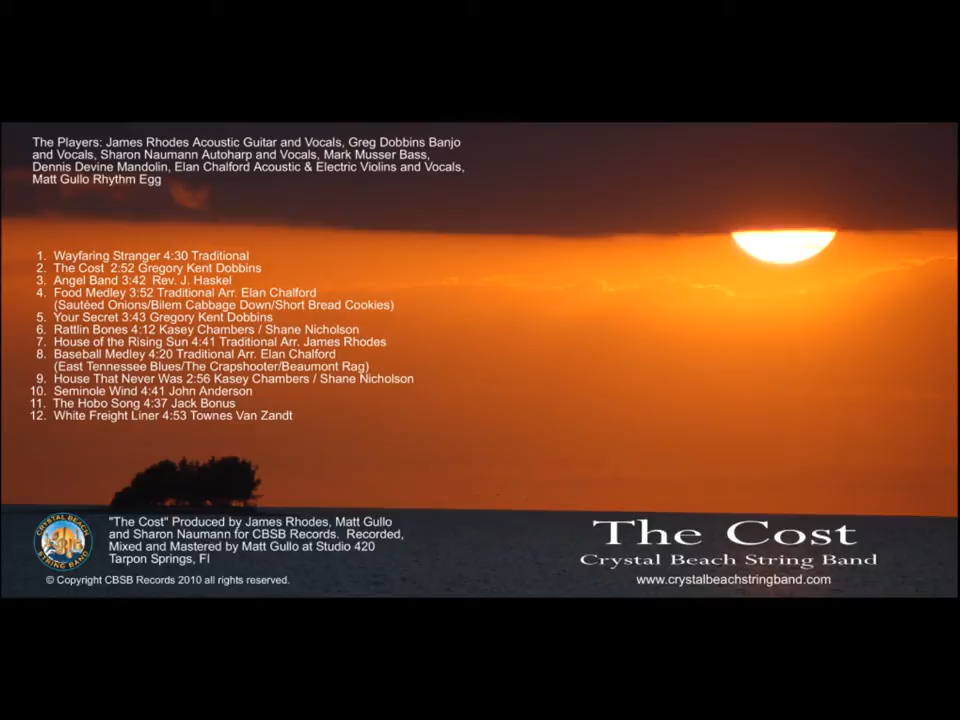 The Players: James Rhodes Acoustic Guitar and Vocals, Greg Dobbins Banjo
and Vocals, Sharon Naumann Autoharp and Vocals, Mark Musser Bass,
Dennis Devine Mandolin, Elan Chalford Acoustic & Electric Violins and Vocals,
Matt Gullo Rhythm Egg
1. Wayfaring Stranger 4:30 Traditional
2. The Cost 2:52 Gregory Kent Dobbins
3. Angel Band 3:42 Rev. J. Haskel
4. Food Medley 3:52 Traditional Arr. Elan Chalford
(Sautéed Onions/Bilem Cabbage Down/Short Bread Cookies)
5. Your Secret 3:43 Gregory Kent Dobbins
6. Rattlin Bones 4:12 Kasey Chambers / Shane Nicholson
7. House of the Rising Sun 4:41 Traditional Arr. James Rhodes
8. Baseball Medley 4:20 Traditional Arr. Elan Chalford
(East Tennessee Blues/The Crapshooter/Beaumont Rag)
9. House That Never Was 2:56 Kasey Chambers / Shane Nicholson
10. Seminole Wind 4:41 John Anderson
11. The Hobo Song 4:37 Jack Bonus
12. White Freight Liner 4:53 Townes Van Zandt
CRYSTAL BEACH
STRING BAND
"The Cost" Produced by James Rhodes, Matt Gullo
and Sharon Naumann for CBSB Records. Recorded,
Mixed and Mastered by Matt Gullo at Studio 420
Tarpon Springs, Fl
© Copyright CBSB Records 2010 all rights reserved.
The Cost
Crystal Beach String Band
www.crystalbeachstringband.com